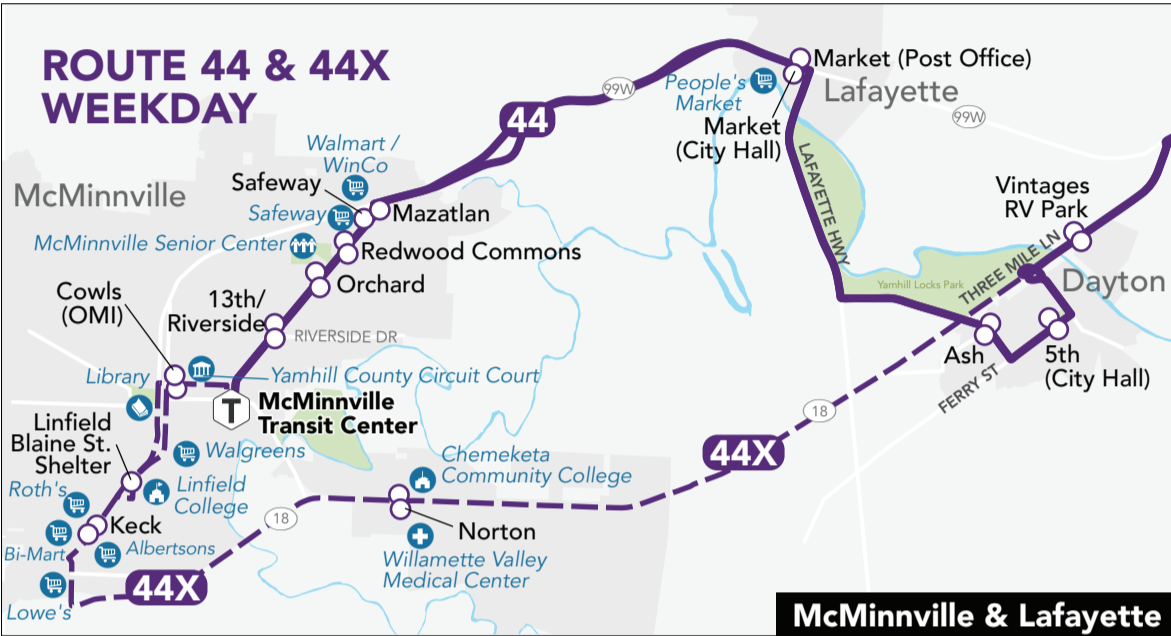 ROUTE 44 & 44X
WEEKDAY
McMinnville
Walmart /
WinCo
Safeway
Safeway
Mazatlan
McMinnville Senior Center
Redwood Commons
Orchard
Cowls
(OMI)
13th/
Riverside
RIVERSIDE DR
Library
Yamhill County Circuit Court
T
McMinnville
Transit Center
Linfield
Blaine St.
Shelter
Walgreens
Roth's
Linfield
College
Keck
Bi-Mart
Albertsons
Lowe's
44X
18
Chemeketa
Community College
Norton
Willamette Valley
Medical Center
44X
18
44
99W
People's
Market
Market (Post Office)
Lafayette
Market
(City Hall)
99W
LAFAYETTE HWY
Vintages
RV Park
THREE MILE LN
Yamhill Locks Park
Dayton
Ash
5th
(City Hall)
FERRY ST
McMinnville & Lafayette